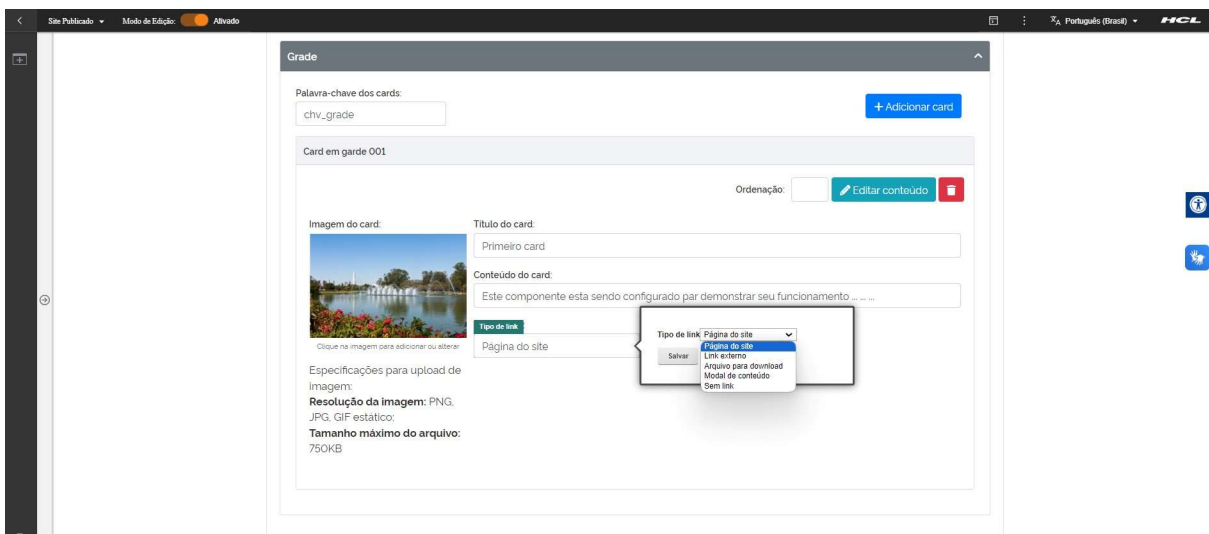 Site Publicado
Modo de Edição:
Ativado
Português (Brasil)
HCL
Grade
Palavra-chave dos cards:
chv_grade
+ Adicionar card
Card em garde 001
Ordenação:
Editar conteúdo
Imagem do card:
Título do card:
Primeiro card
Conteúdo do card:
Este componente esta sendo configurado par demonstrar seu funcionamento ... ... ...
Tipo de link
Página do site
Clique na imagem para adicionar ou alterar
Tipo de link
Página do site
Salvar
Página do site
Link externo
Arquivo para download
Modal de conteúdo
Sem link
Especificações para upload de
imagem:
Resolução da imagem: PNG,
JPG, GIF estático;
Tamanho máximo do arquivo:
750KB